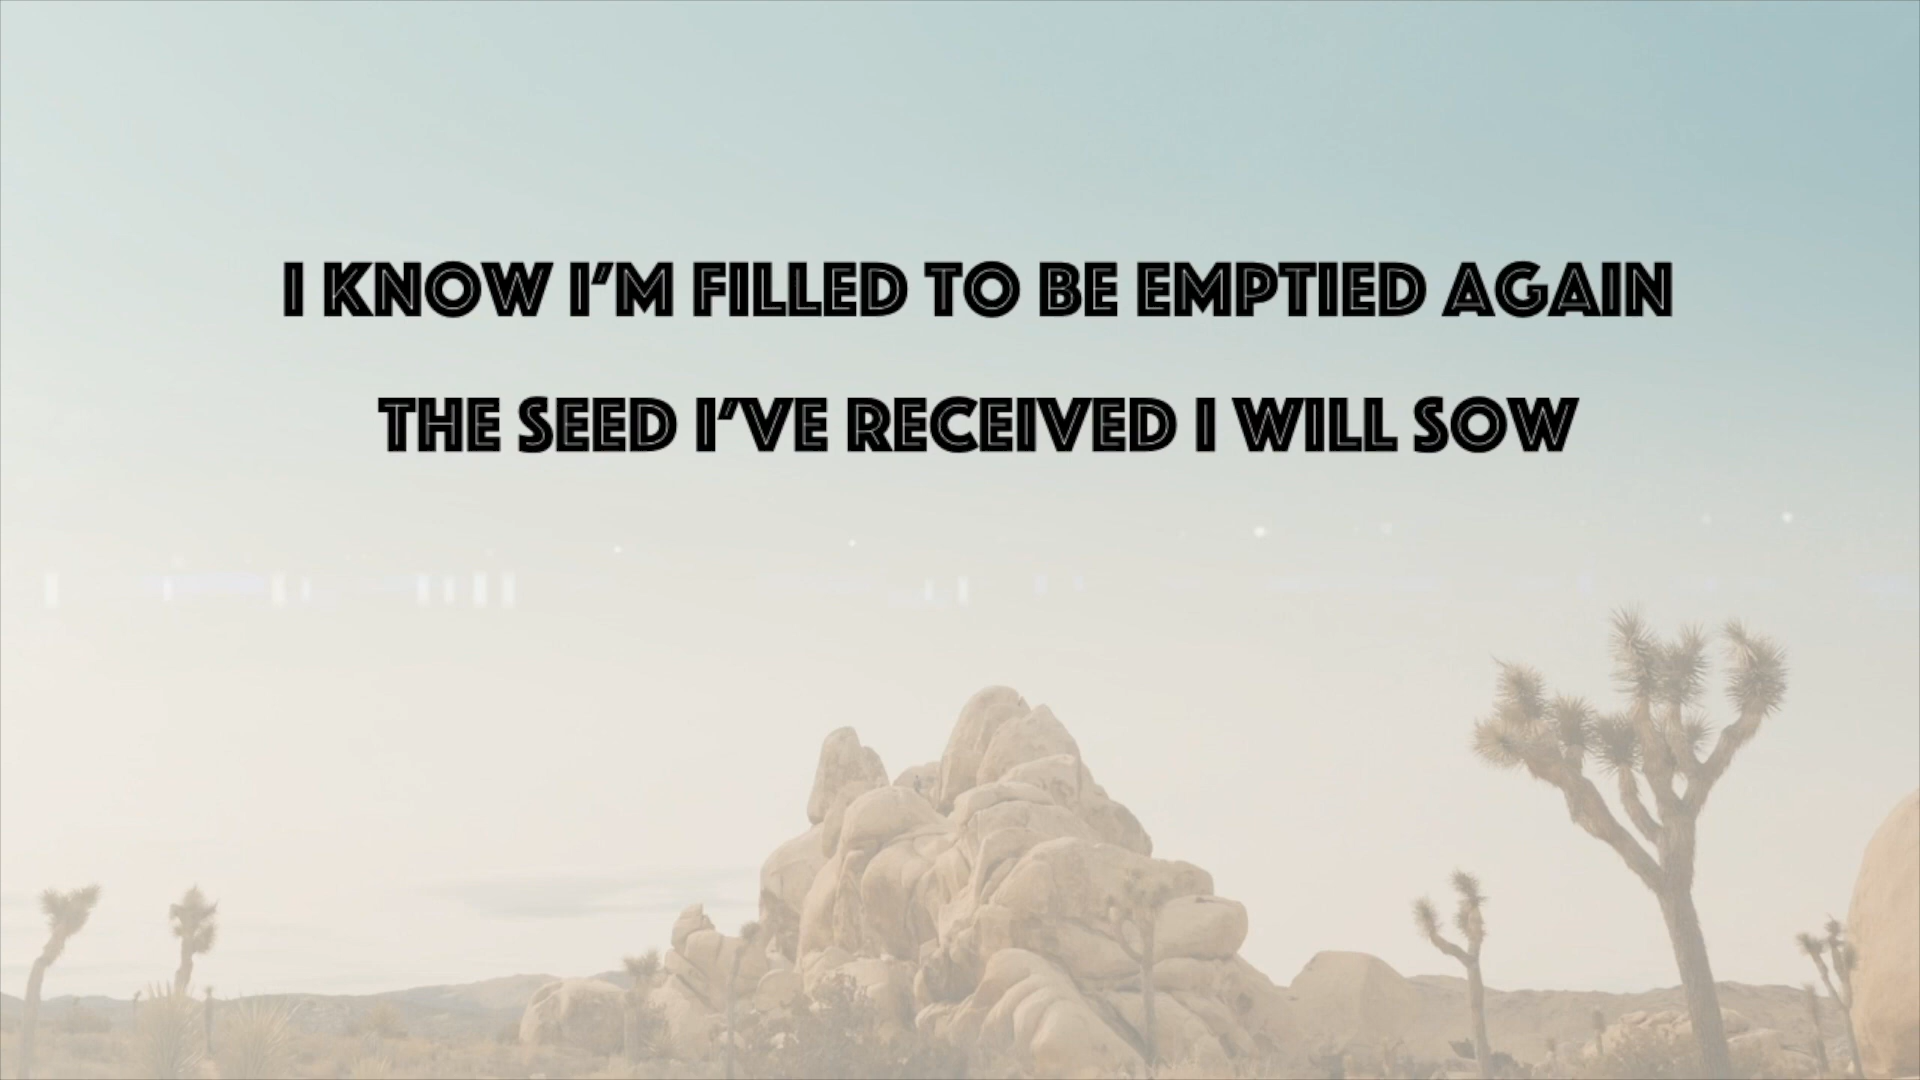 I KNOW I'M FILLED TO BE EMPTIED AGAIN
THE SEED I'VE RECEIVED I WILL SOW